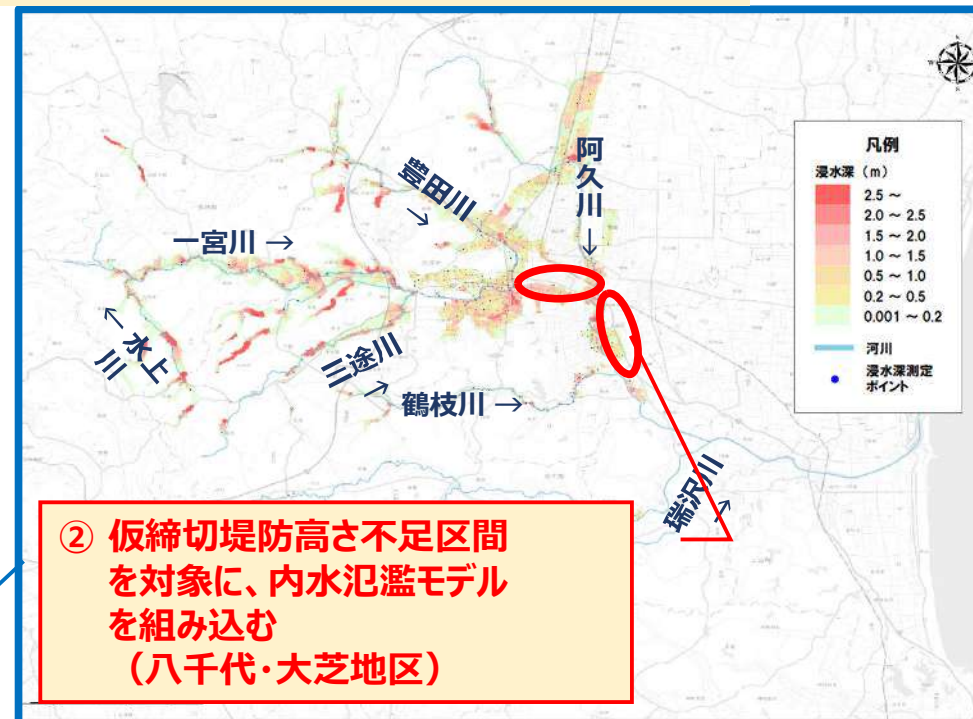 凡例
浸水深（m）
2.5 ～
2.0 ～ 2.5
1.5 ～ 2.0
1.0 ～ 1.5
0.5 ～ 1.0
0.2 ～ 0.5
0.001 ～ 0.2
河川
浸水深測定
ポイント
阿久川→
豊田川→
一宮川 →
水上川→
三途川→
鶴枝川 →
瑞沢川→
② 仮締切堤防高さ不足区間
を対象に、内水氾濫モデル
を組み込む
（八千代・大芝地区）